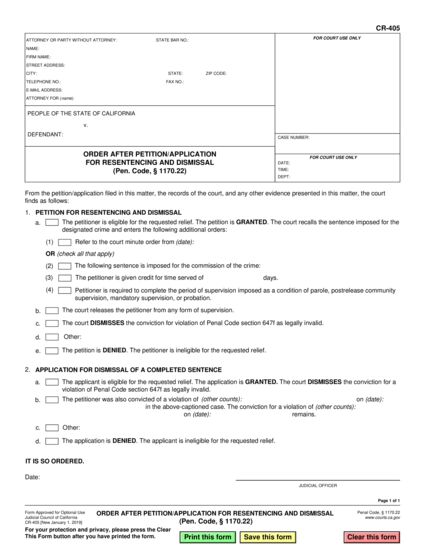 CR-405
ATTORNEY OR PARTY WITHOUT ATTORNEY: STATE BAR NO.:
NAME:
FIRM NAME:
STREET ADDRESS:
CITY: STATE: ZIP CODE:
TELEPHONE NO.: FAX NO.:
E-MAIL ADDRESS:
ATTORNEY FOR (name):
FOR COURT USE ONLY
PEOPLE OF THE STATE OF CALIFORNIA
v.
DEFENDANT:
CASE NUMBER:
ORDER AFTER PETITION/APPLICATION
FOR RESENTENCING AND DISMISSAL
(Pen. Code, § 1170.22)
FOR COURT USE ONLY
DATE:
TIME:
DEPT:
From the petition/application filed in this matter, the records of the court, and any other evidence presented in this matter, the court
finds as follows:
1. PETITION FOR RESENTENCING AND DISMISSAL
a. The petitioner is eligible for the requested relief. The petition is GRANTED. The court recalls the sentence imposed for the
designated crime and enters the following additional orders:
(1) Refer to the court minute order from (date):
OR (check all that apply)
(2) The following sentence is imposed for the commission of the crime:
(3) The petitioner is given credit for time served of days.
(4) Petitioner is required to complete the period of supervision imposed as a condition of parole, postrelease community
supervision, mandatory supervision, or probation.
b. The court releases the petitioner from any form of supervision.
c. The court DISMISSES the conviction for violation of Penal Code section 647f as legally invalid.
d. Other:
e. The petition is DENIED. The petitioner is ineligible for the requested relief.
2. APPLICATION FOR DISMISSAL OF A COMPLETED SENTENCE
a. The applicant is eligible for the requested relief. The application is GRANTED. The court DISMISSES the conviction for a
violation of Penal Code section 647f as legally invalid.
b. The petitioner was also convicted of a violation of (other counts): on (date):
in the above-captioned case. The conviction for a violation of (other counts):
on (date): remains.
c. Other:
d. The application is DENIED. The applicant is ineligible for the requested relief.
IT IS SO ORDERED.
Date:
JUDICIAL OFFICER
Page 1 of 1
Form Approved for Optional Use
Judicial Council of California
CR-405 [New January 1, 2019]
ORDER AFTER PETITION/APPLICATION FOR RESENTENCING AND DISMISSAL
(Pen. Code, § 1170.22)
Penal Code, § 1170.22
www.courts.ca.gov
For your protection and privacy, please press the Clear
This Form button after you have printed the form.
Print this form Save this form Clear this form